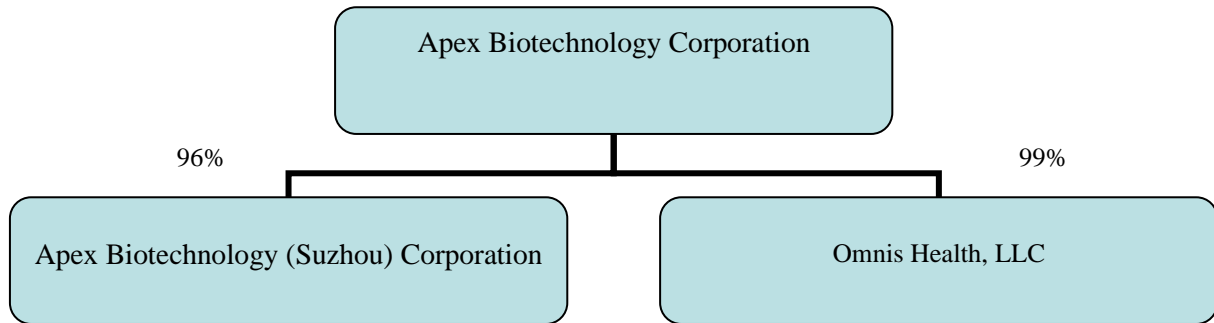 Apex Biotechnology Corporation
96%
99%
Apex Biotechnology (Suzhou) Corporation
Omnis Health, LLC